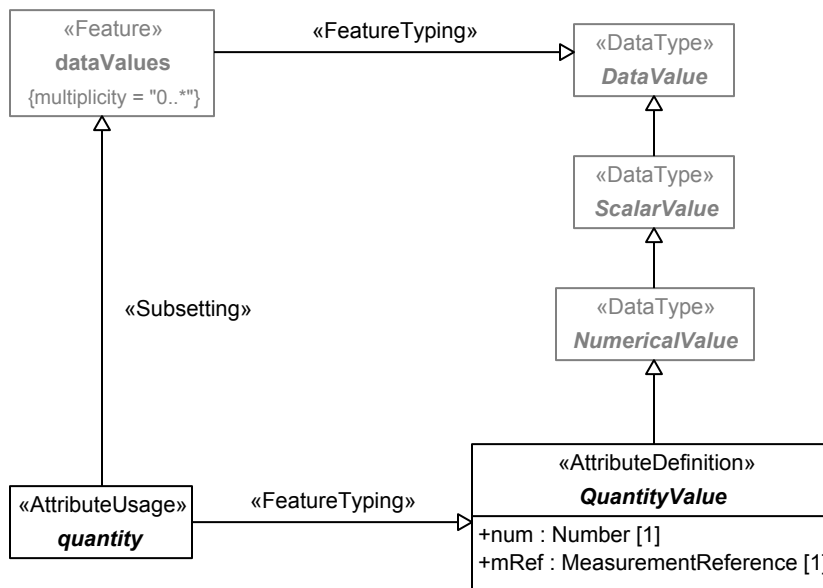 «Feature»
dataValues
{multiplicity = "0..*"}
«FeatureTyping»
«DataType»
DataValue
«DataType»
ScalarValue
«Subsetting»
«DataType»
NumericalValue
«AttributeUsage»
quantity
«FeatureTyping»
«AttributeDefinition»
QuantityValue
+num : Number [1]
+mRef : MeasurementReference [1]